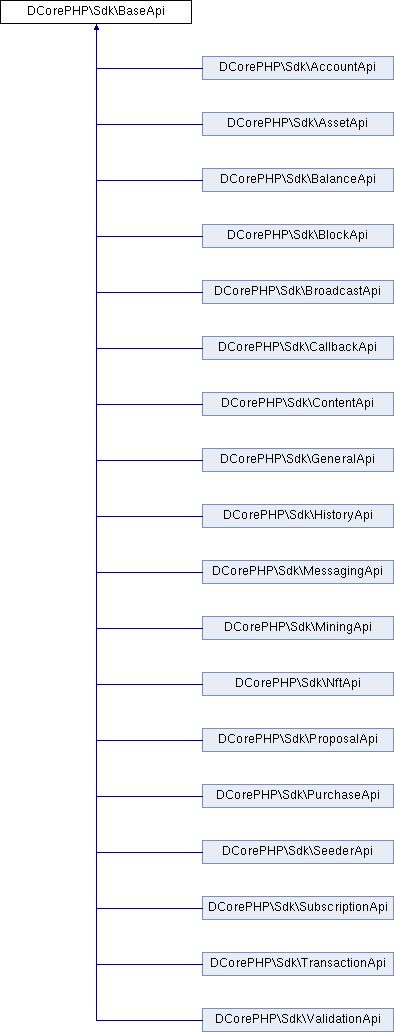 DCorePHP\Sdk\BaseApi
DCorePHP\Sdk\AccountApi
DCorePHP\Sdk\AssetApi
DCorePHP\Sdk\BalanceApi
DCorePHP\Sdk\BlockApi
DCorePHP\Sdk\BroadcastApi
DCorePHP\Sdk\CallbackApi
DCorePHP\Sdk\ContentApi
DCorePHP\Sdk\GeneralApi
DCorePHP\Sdk\HistoryApi
DCorePHP\Sdk\MessagingApi
DCorePHP\Sdk\MiningApi
DCorePHP\Sdk\NftApi
DCorePHP\Sdk\ProposalApi
DCorePHP\Sdk\PurchaseApi
DCorePHP\Sdk\SeederApi
DCorePHP\Sdk\SubscriptionApi
DCorePHP\Sdk\TransactionApi
DCorePHP\Sdk\ValidationApi